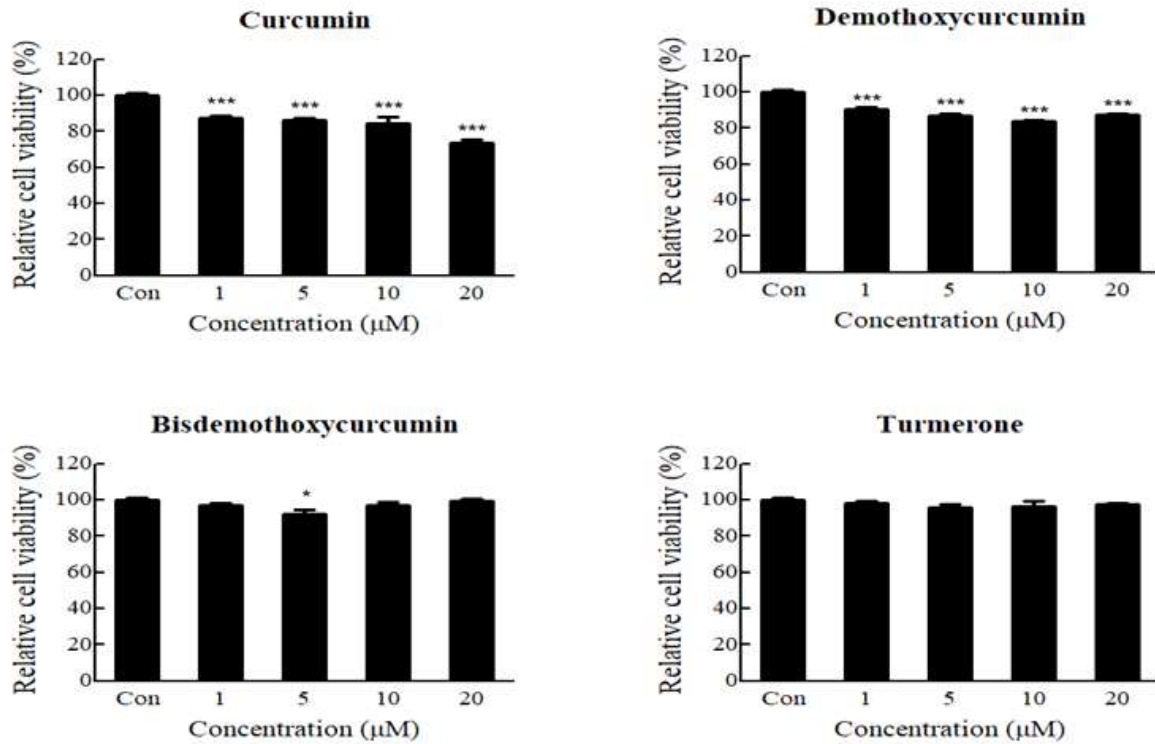 Curcumin
Relative cell viability (%)
120
100
80
60
40
20
0
***
***
***
***
Con 1 5 10 20
Concentration (μM)
Demothoxycurcumin
Relative cell viability (%)
120
100
80
60
40
20
0
***
***
***
***
Con 1 5 10 20
Concentration (μM)
Bisdemothoxycurcumin
Relative cell viability (%)
120
100
80
60
40
20
0
*
Con 1 5 10 20
Concentration (μM)
Turmerone
Relative cell viability (%)
120
100
80
60
40
20
0
Con 1 5 10 20
Concentration (μM)